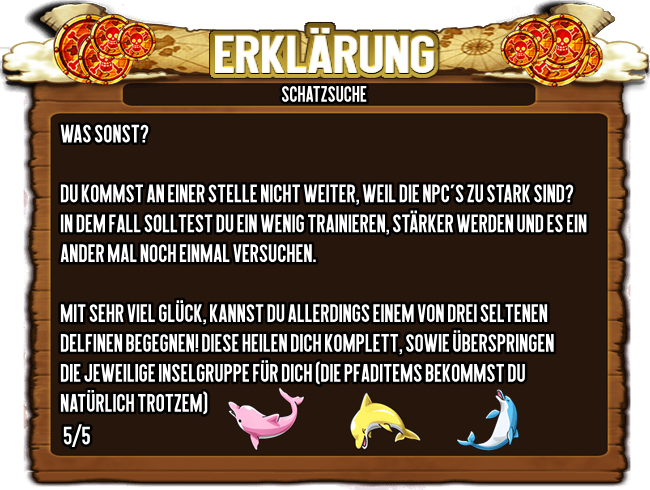 ERKLÄRUNG
SCHATZSUCHE
WAS SONST?
DU KOMMST AN EINER STELLE NICHT WEITER, WEIL DIE NPC´S ZU STARK SIND?
IN DEM FALL SOLLTEST DU EIN WENIG TRAINIEREN, STÄRKER WERDEN UND ES EIN
ANDER MAL NOCH EINMAL VERSUCHEN.
MIT SEHR VIEL GLÜCK, KANNST DU ALLERDINGS EINEM VON DREI SELTENEN
DELFINEN BEGEGNEN! DIESE HEILEN DICH KOMPLETT, SOWIE ÜBERSPRINGEN
DIE JEWEILIGE INSELGRUPPE FÜR DICH (DIE PFADITEMS BEKOMMST DU
NATÜRLICH TROTZEM)
5/5